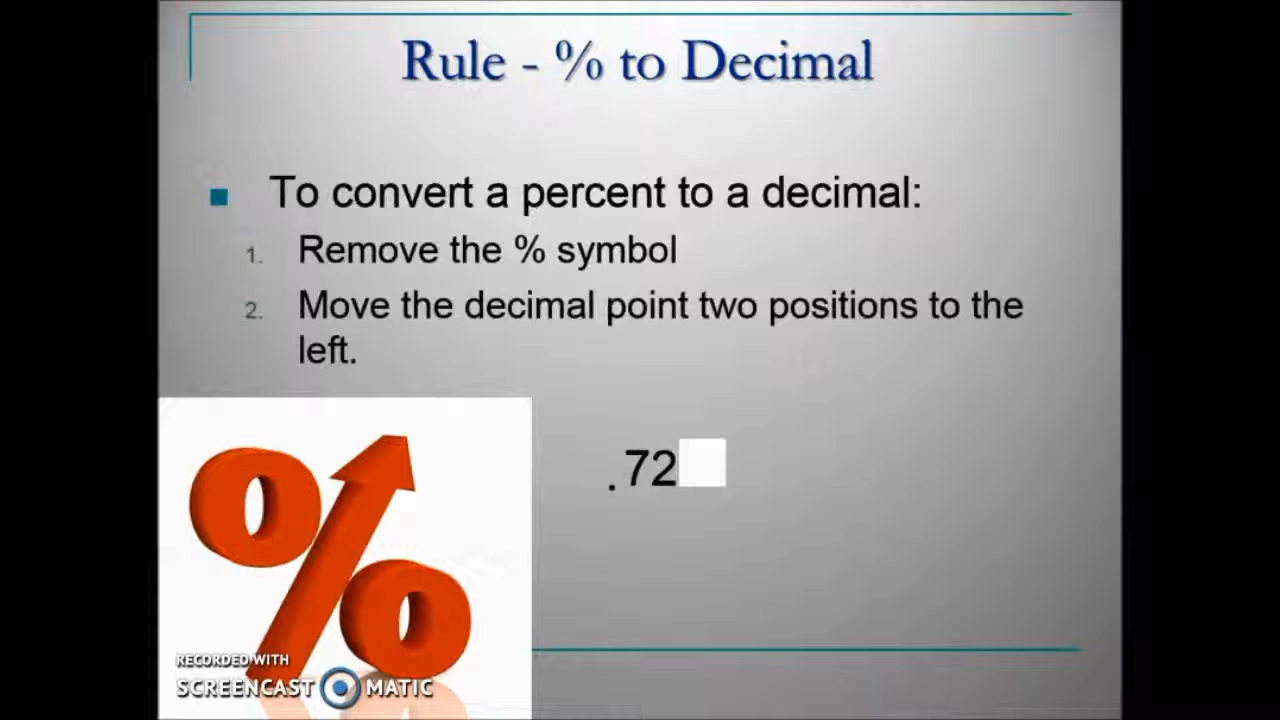 Rule - % to Decimal
■ To convert a percent to a decimal:
1. Remove the % symbol
2. Move the decimal point two positions to the
left.
.72
%
RECORDED WITH
SCREENCAST MATIC